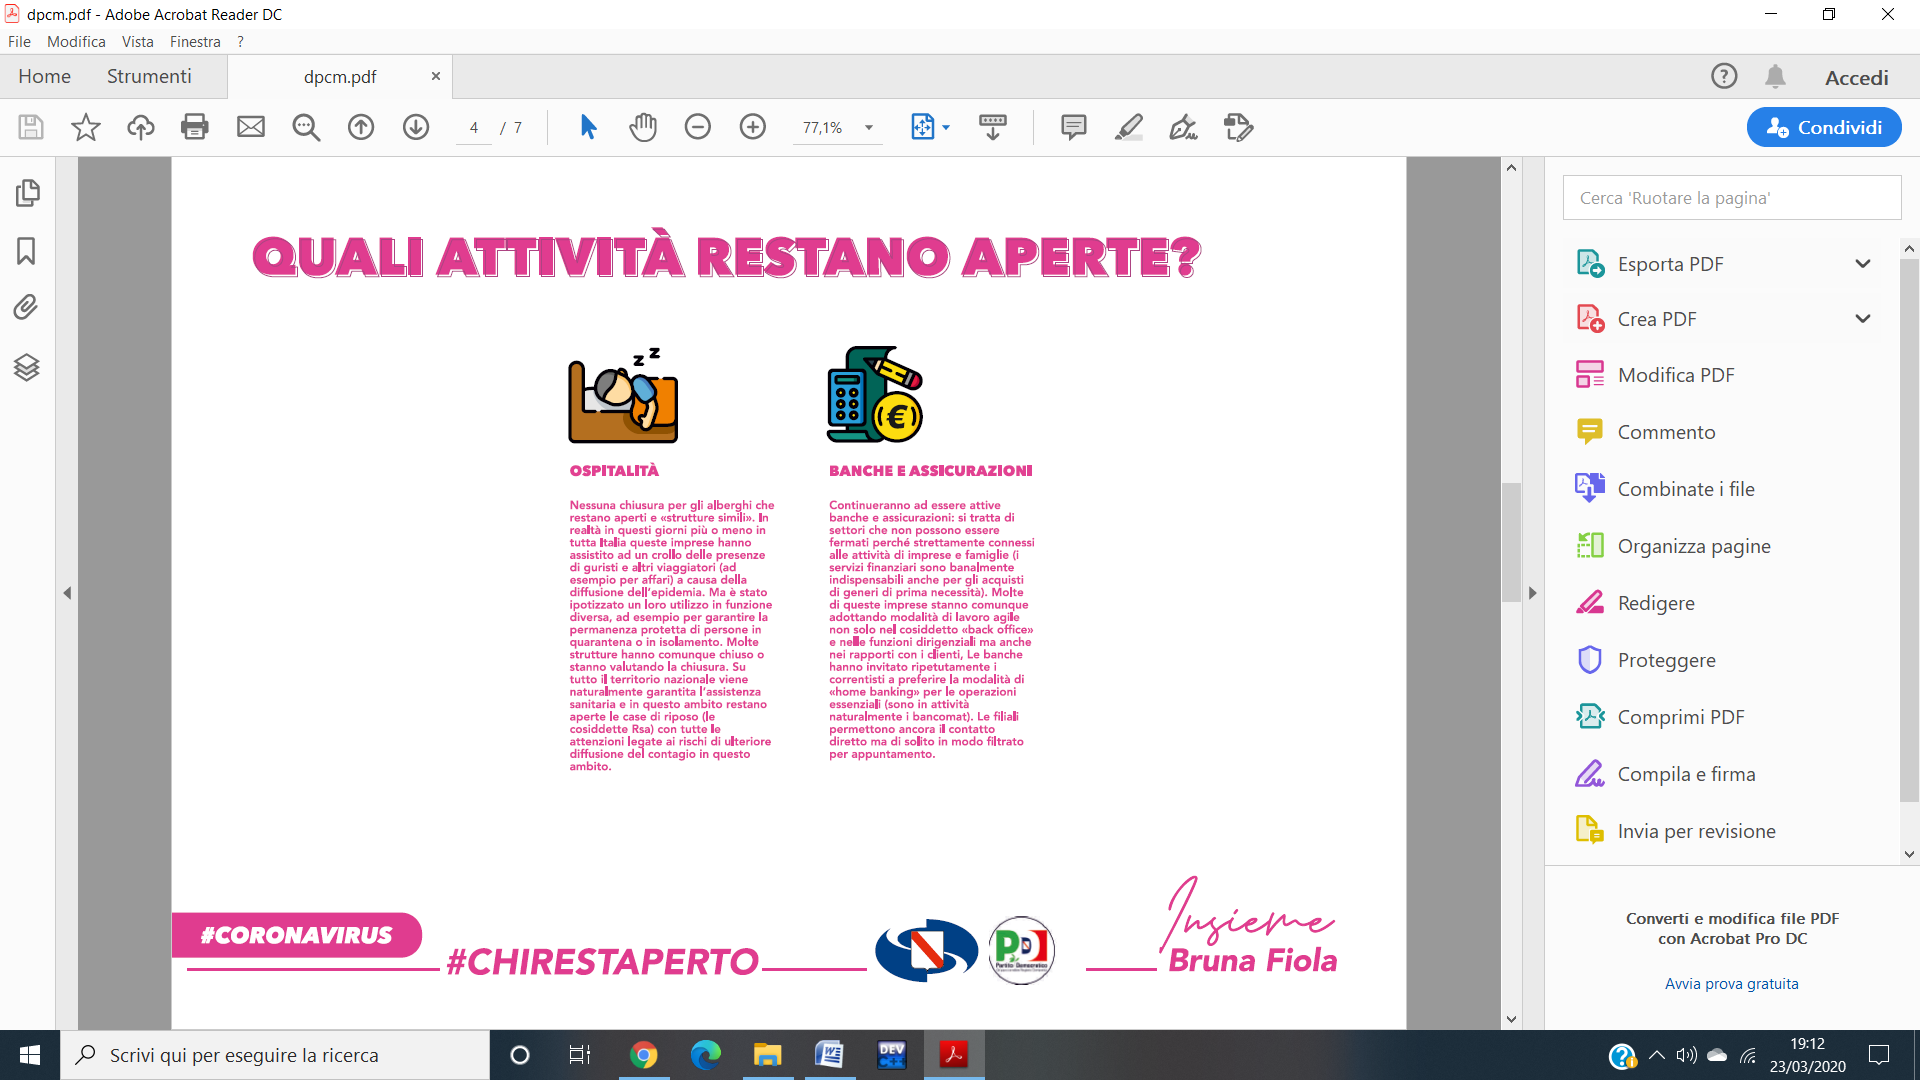 dpcm.pdf - Adobe Acrobat Reader DC
File Modifica Vista Finestra ?
Home Strumenti dpcm.pdf × Accedi
4 / 7 77,1% Condividi
Cerca 'Ruotare la pagina'
Esporta PDF
Crea PDF
Modifica PDF
Commento
Combinate i file
Organizza pagine
Redigere
Proteggere
Comprimi PDF
Compila e firma
Invia per revisione
Converti e modifica file PDF
con Acrobat Pro DC
Avvia prova gratuita
QUALI ATTIVITÀ RESTANO APERTE?
z z
OSPITALITÀ
Nessuna chiusura per gli alberghi che
restano aperti e «strutture simili». In
realtà in questi giorni più o meno in
tutta Italia queste imprese hanno
assistito ad un crollo delle presenze
di guristi e altri viaggiatori (ad
esempio per affari) a causa della
diffusione dell'epidemia. Ma è stato
ipotizzato un loro utilizzo in funzione
diversa, ad esempio per garantire la
permanenza protetta di persone in
quarantena o in isolamento. Molte
strutture hanno comunque chiuso o
stanno valutando la chiusura. Su
tutto il territorio nazionale viene
naturalmente garantita l'assistenza
sanitaria e in questo ambito restano
aperte le case di riposo (le
cosiddette Rsa) con tutte le
attenzioni legate ai rischi di ulteriore
diffusione del contagio in questo
ambito.
€
BANCHE E ASSICURAZIONI
Continueranno ad essere attive
banche e assicurazioni: si tratta di
settori che non possono essere
fermati perché strettamente connessi
alle attività di imprese e famiglie (i
servizi finanziari sono banalmente
indispensabili anche per gli acquisti
di generi di prima necessità). Molte
di queste imprese stanno comunque
adottando modalità di lavoro agile
non solo nel cosiddetto «back office»
e nelle funzioni dirigenziali ma anche
nei rapporti con i clienti, Le banche
hanno invitato ripetutamente i
correntisti a preferire la modalità di
«home banking» per le operazioni
essenziali (sono in attività
naturalmente i bancomat). Le filiali
permettono ancora il contatto
diretto ma di solito in modo filtrato
per appuntamento.
#CORONAVIRUS
#CHIRESTAPERTO
PD
Partito Democratico
Insieme
Bruna Fiola
Scrivi qui per eseguire la ricerca
DEV C++
19:12
23/03/2020